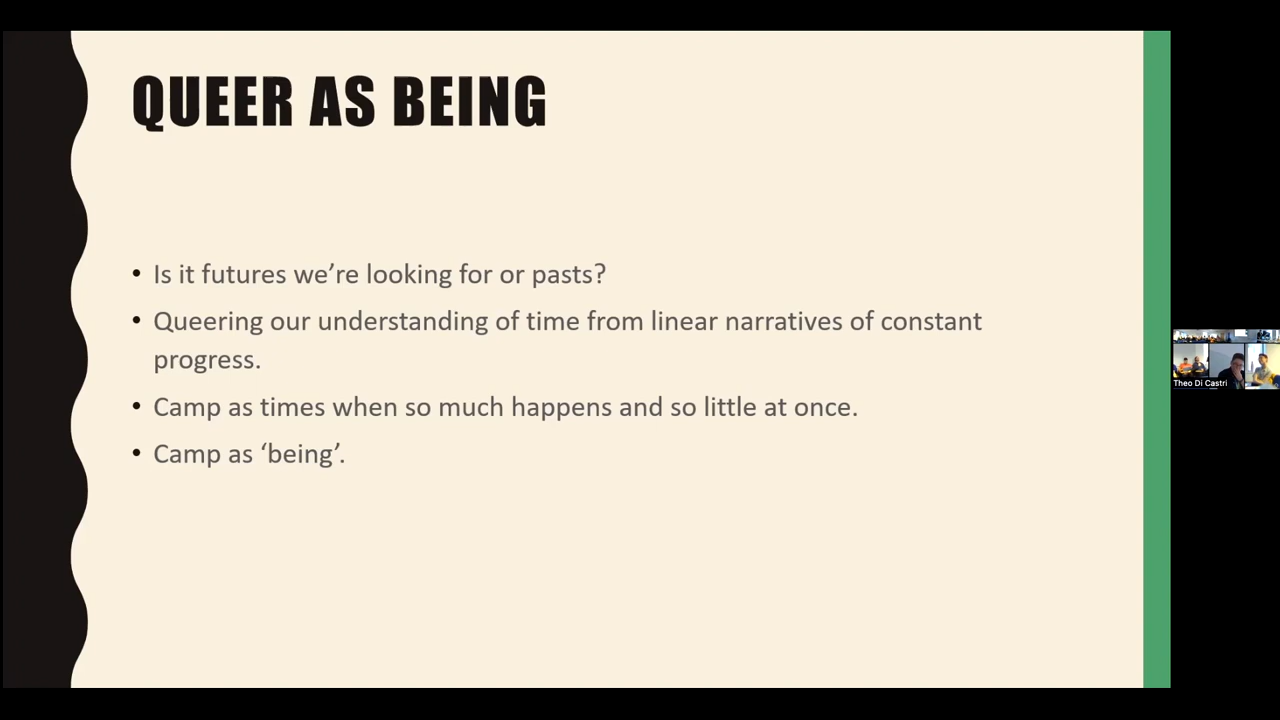 QUEER AS BEING
• Is it futures we’re looking for or pasts?
• Queering our understanding of time from linear narratives of constant
progress.
• Camp as times when so much happens and so little at once.
• Camp as ‘being’.
Theo Di Castri